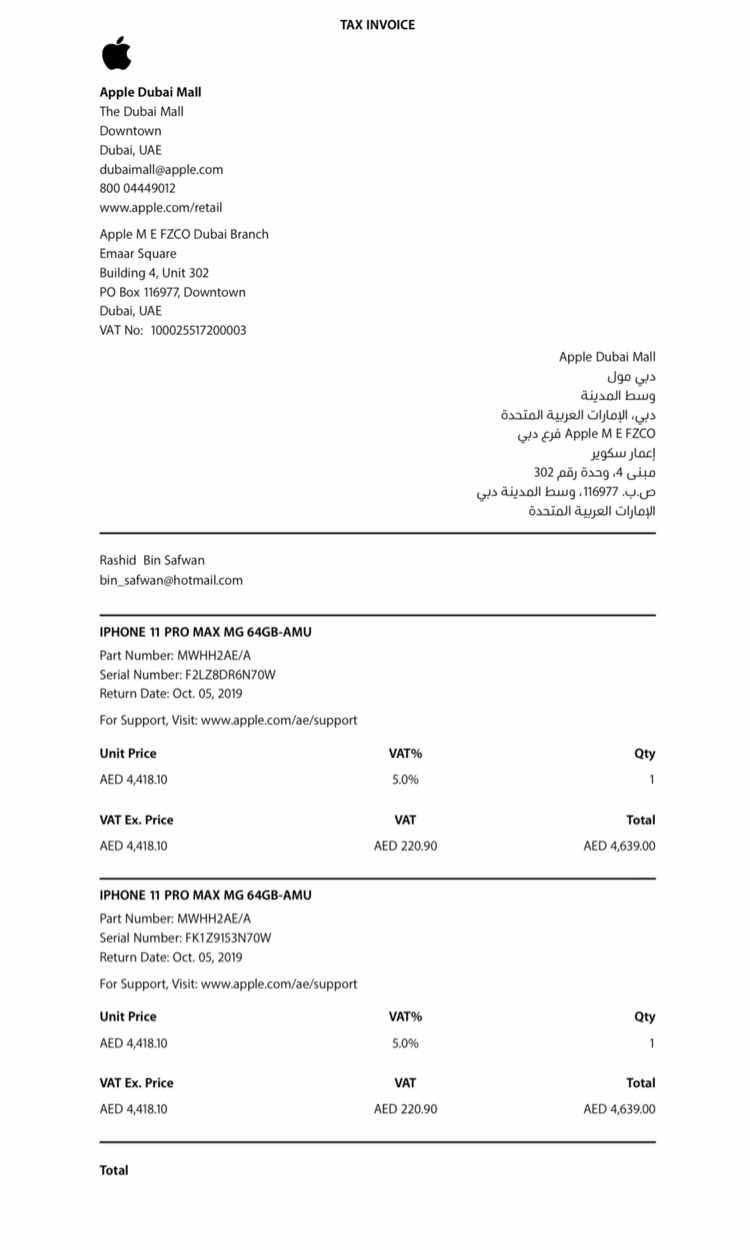 TAX INVOICE
Apple Dubai Mall
The Dubai Mall
Downtown
Dubai, UAE
dubaimall@apple.com
800 04449012
www.apple.com/retail
Apple M E FZCO Dubai Branch
Emaar Square
Building 4, Unit 302
PO Box 116977, Downtown
Dubai, UAE
VAT No: 100025517200003
Apple Dubai Mall
دبي مول
وسط المدينة
دبي، الإمارات العربية المتحدة
Apple M E FZCO فرع دبي
إعمار سكوير
مبنى 4، وحدة رقم 302
ص.ب. 116977، وسط المدينة دبي
الإمارات العربية المتحدة
Rashid Bin Safwan
bin_safwan@hotmail.com
IPHONE 11 PRO MAX MG 64GB-AMU
Part Number: MWHH2AE/A
Serial Number: F2LZ8DR6N70W
Return Date: Oct. 05, 2019
For Support, Visit: www.apple.com/ae/support
Unit Price VAT% Qty
AED 4,418.10 5.0% 1
VAT Ex. Price VAT Total
AED 4,418.10 AED 220.90 AED 4,639.00
IPHONE 11 PRO MAX MG 64GB-AMU
Part Number: MWHH2AE/A
Serial Number: FK1Z9153N70W
Return Date: Oct. 05, 2019
For Support, Visit: www.apple.com/ae/support
Unit Price VAT% Qty
AED 4,418.10 5.0% 1
VAT Ex. Price VAT Total
AED 4,418.10 AED 220.90 AED 4,639.00
Total